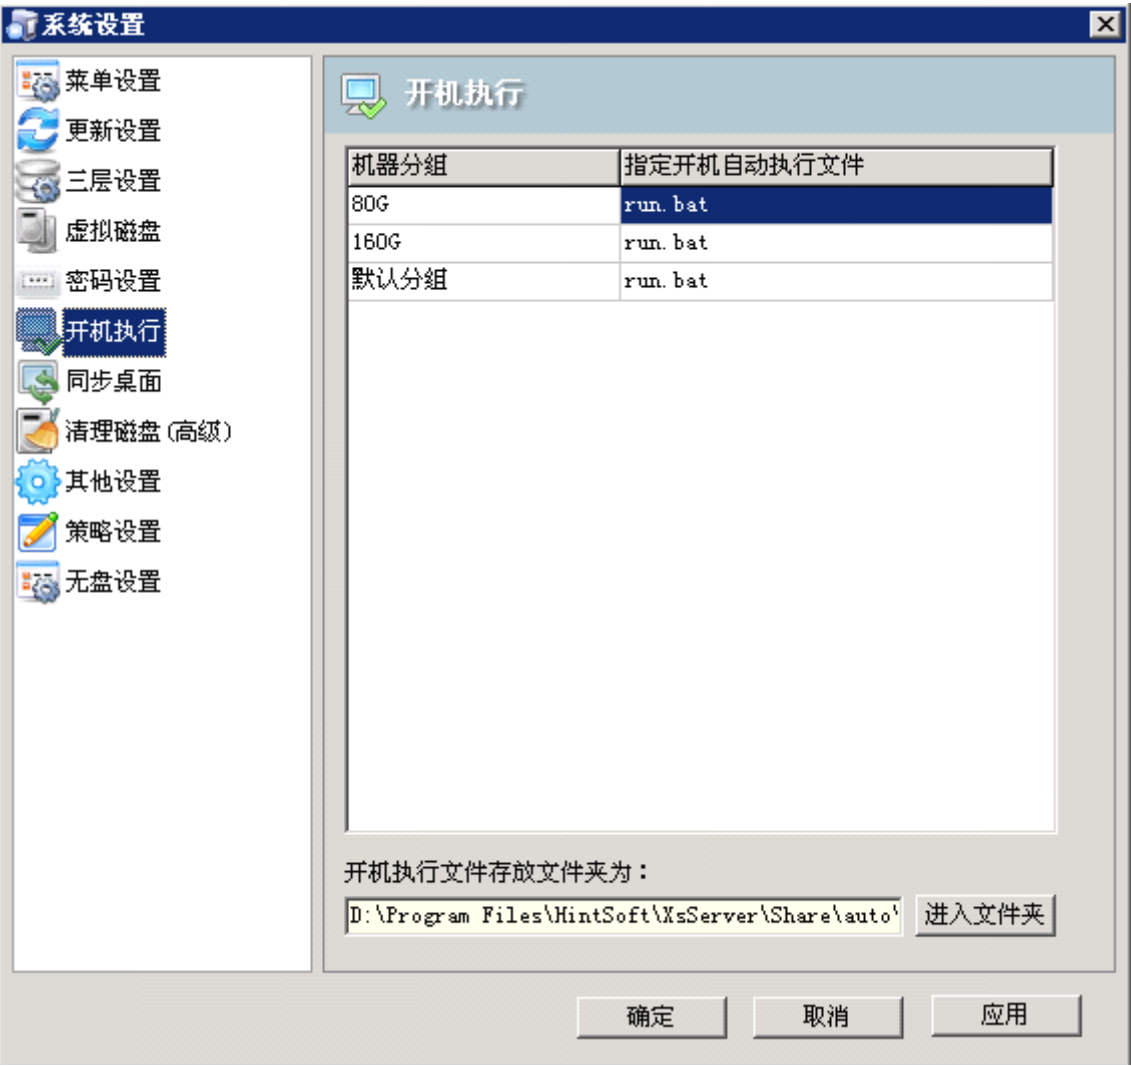 系统设置
菜单设置
更新设置
三层设置
虚拟磁盘
密码设置
开机执行
同步桌面
清理磁盘(高级)
其他设置
策略设置
无盘设置
开机执行
机器分组 指定开机自动执行文件
80G run.bat
160G run.bat
默认分组 run.bat
开机执行文件存放文件夹为：
D:\Program Files\HintSoft\XsServer\Share\auto\
进入文件夹
确定 取消 应用